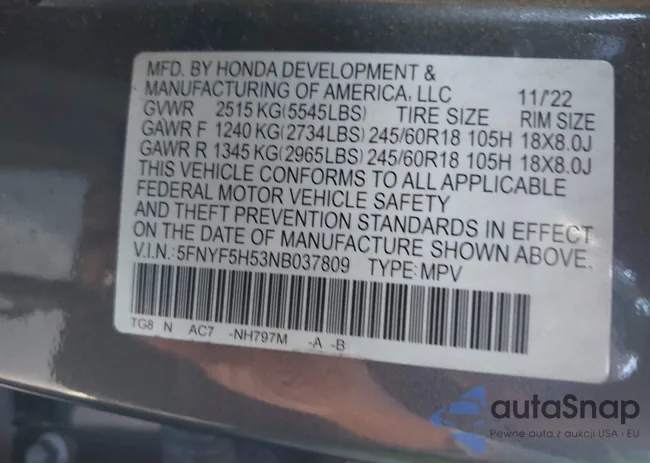 MFD. BY HONDA DEVELOPMENT &
MANUFACTURING OF AMERICA, LLC 11/'22
GVWR 2515 KG(5545LBS) TIRE SIZE RIM SIZE
GAWR F 1240 KG(2734LBS) 245/60R18 105H 18X8.0J
GAWR R 1345 KG(2965LBS) 245/60R18 105H 18X8.0J
THIS VEHICLE CONFORMS TO ALL APPLICABLE
FEDERAL MOTOR VEHICLE SAFETY
AND THEFT PREVENTION STANDARDS IN EFFECT
ON THE DATE OF MANUFACTURE SHOWN ABOVE.
V.I.N.: 5FNYF5H53NB037809 TYPE: MPV
TG8 N AC7 -NH797M -A -B
autaSnap
Pewne auta z aukcji USA i EU